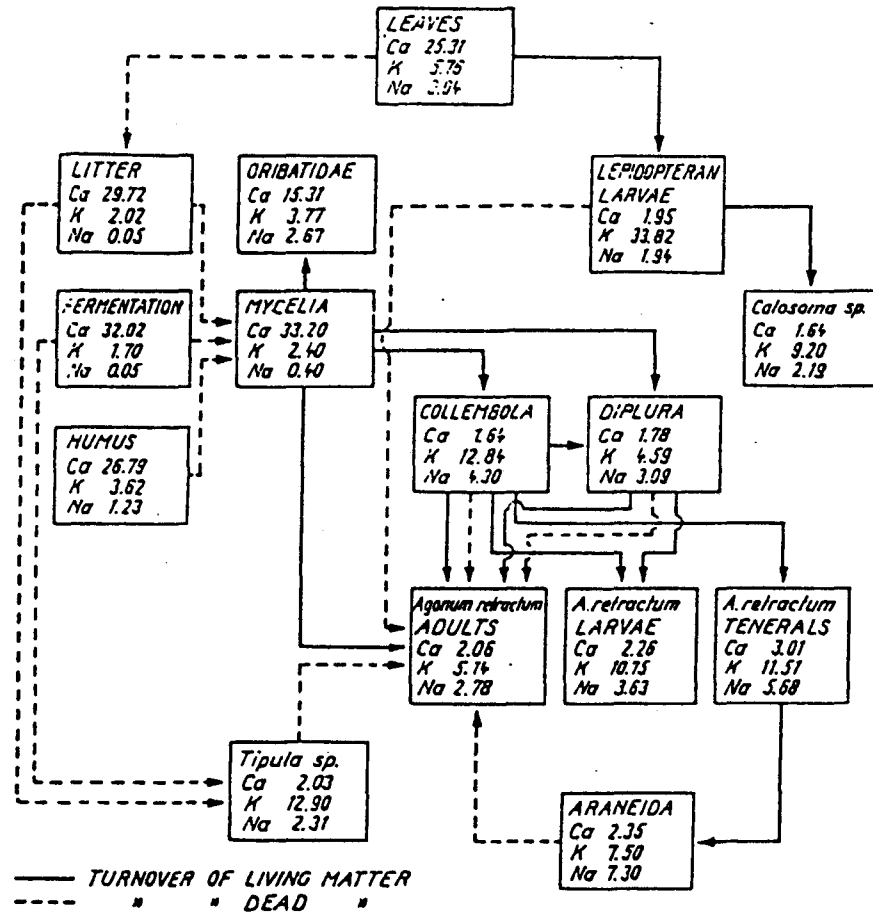 LEAVES
Ca 25.31
K 5.76
Na 3.94
LITTER
Ca 29.72
K 2.02
Na 0.05
ORIBATIDAE
Ca 15.31
K 3.77
Na 2.67
LEPIDOPTERAN
LARVAE
Ca 1.95
K 33.82
Na 1.94
FERMENTATION
Ca 32.02
K 1.70
Na 0.05
MYCELIA
Ca 33.20
K 2.40
Na 0.40
Calosoma sp.
Ca 1.64
K 9.20
Na 2.19
HUMUS
Ca 26.79
K 3.62
Na 1.23
COLLEMBOLA
Ca 1.64
K 12.84
Na 4.30
DIPLURA
Ca 1.78
K 4.59
Na 3.09
Agonum retractum
ADULTS
Ca 2.06
K 5.14
Na 2.78
A. retractum
LARVAE
Ca 2.26
K 10.75
Na 3.63
A. retractum
TENERALS
Ca 3.01
K 11.51
Na 5.68
Tipula sp.
Ca 2.03
K 12.90
Na 2.31
ARANEIDA
Ca 2.35
K 7.50
Na 7.30
TURNOVER OF LIVING MATTER
" " DEAD "